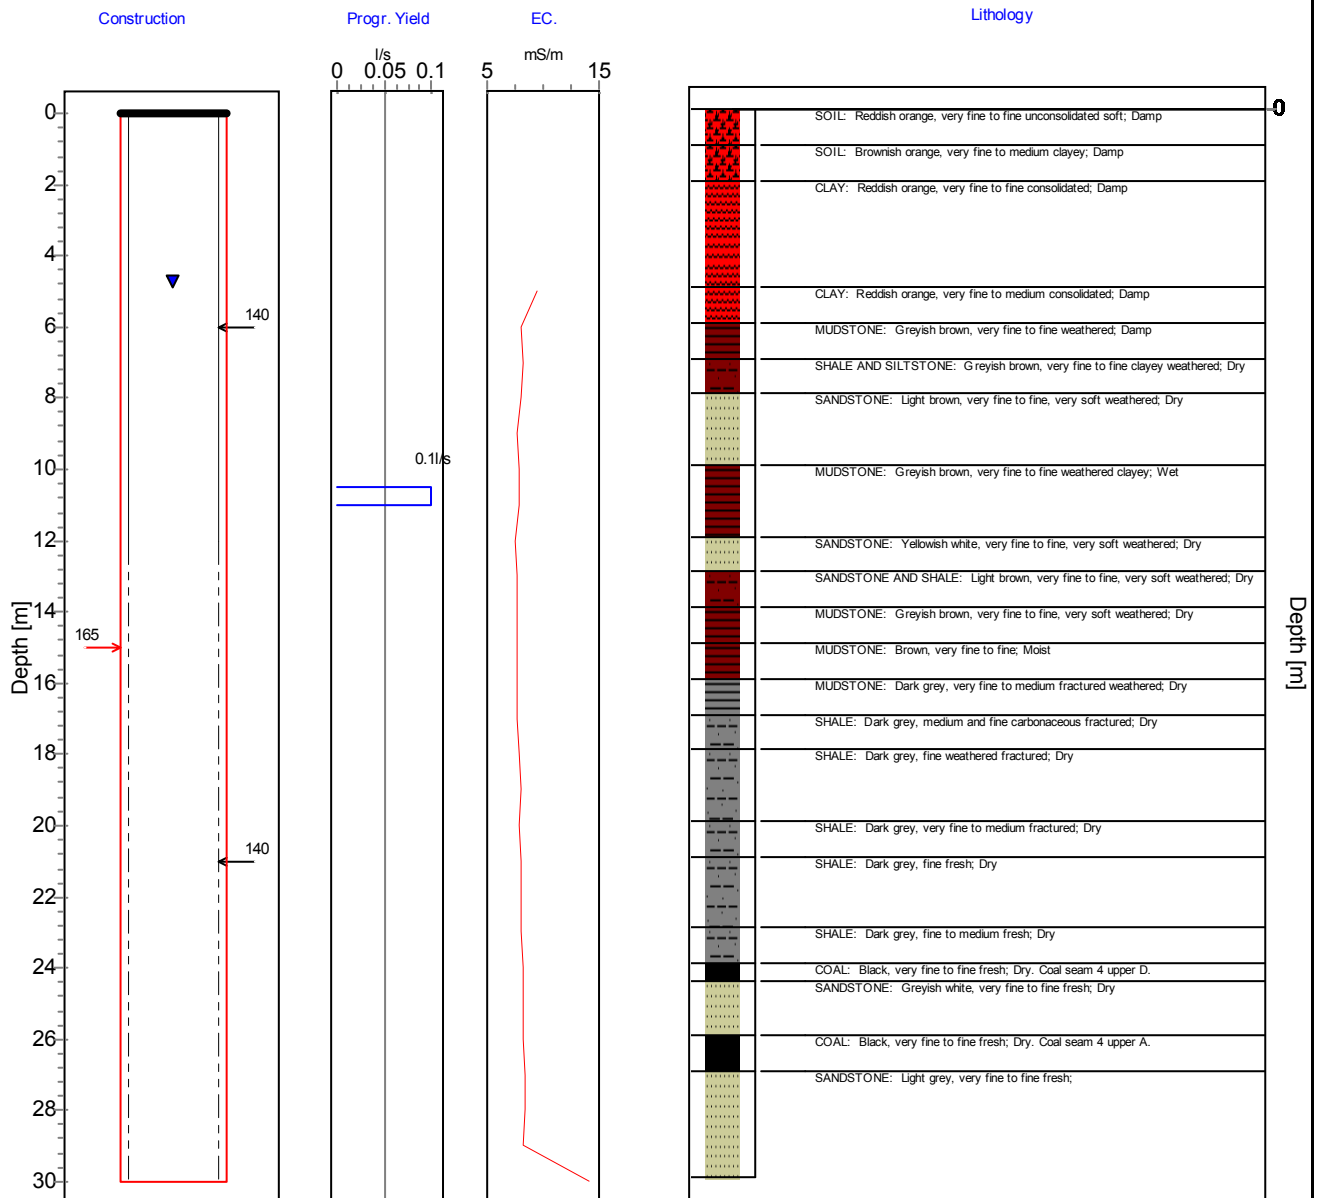 Construction
Progr. Yield
EC.
Lithology
l/s
mS/m
0 0.05 0.1
5 15
0
2
4
6
8
10
12
14
16
18
20
22
24
26
28
30
Depth [m]
140
165
140
0.1l/s
SOIL: Reddish orange, very fine to fine unconsolidated soft; Damp
SOIL: Brownish orange, very fine to medium clayey; Damp
CLAY: Reddish orange, very fine to fine consolidated; Damp
CLAY: Reddish orange, very fine to medium consolidated; Damp
MUDSTONE: Greyish brown, very fine to fine weathered; Damp
SHALE AND SILTSTONE: Greyish brown, very fine to fine clayey weathered; Dry
SANDSTONE: Light brown, very fine to fine, very soft weathered; Dry
MUDSTONE: Greyish brown, very fine to fine weathered clayey; Wet
SANDSTONE: Yellowish white, very fine to fine, very soft weathered; Dry
SANDSTONE AND SHALE: Light brown, very fine to fine, very soft weathered; Dry
MUDSTONE: Greyish brown, very fine to fine, very soft weathered; Dry
MUDSTONE: Brown, very fine to fine; Moist
MUDSTONE: Dark grey, very fine to medium fractured weathered; Dry
SHALE: Dark grey, medium and fine carbonaceous fractured; Dry
SHALE: Dark grey, fine weathered fractured; Dry
SHALE: Dark grey, very fine to medium fractured; Dry
SHALE: Dark grey, fine fresh; Dry
SHALE: Dark grey, fine to medium fresh; Dry
COAL: Black, very fine to fine fresh; Dry. Coal seam 4 upper D.
SANDSTONE: Greyish white, very fine to fine fresh; Dry
COAL: Black, very fine to fine fresh; Dry. Coal seam 4 upper A.
SANDSTONE: Light grey, very fine to fine fresh;
0
Depth [m]